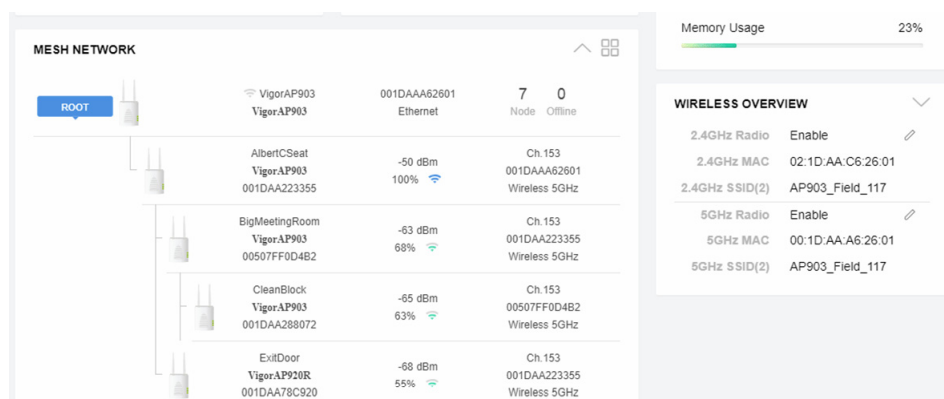 MESH NETWORK
ROOT
VigorAP903
VigorAP903
001DAAA62601
Ethernet
7 0
Node Offline
AlbertCSeat
VigorAP903
001DAA223355
-50 dBm
100%
Ch.153
001DAAA62601
Wireless 5GHz
BigMeetingRoom
VigorAP903
00507FF0D4B2
-63 dBm
68%
Ch.153
001DAA223355
Wireless 5GHz
CleanBlock
VigorAP903
001DAA288072
-65 dBm
63%
Ch.153
00507FF0D4B2
Wireless 5GHz
ExitDoor
VigorAP920R
001DAA78C920
-68 dBm
55%
Ch.153
001DAA223355
Wireless 5GHz
Memory Usage 23%
WIRELESS OVERVIEW
2.4GHz Radio Enable
2.4GHz MAC 02:1D:AA:C6:26:01
2.4GHz SSID(2) AP903_Field_117
5GHz Radio Enable
5GHz MAC 00:1D:AA:A6:26:01
5GHz SSID(2) AP903_Field_117